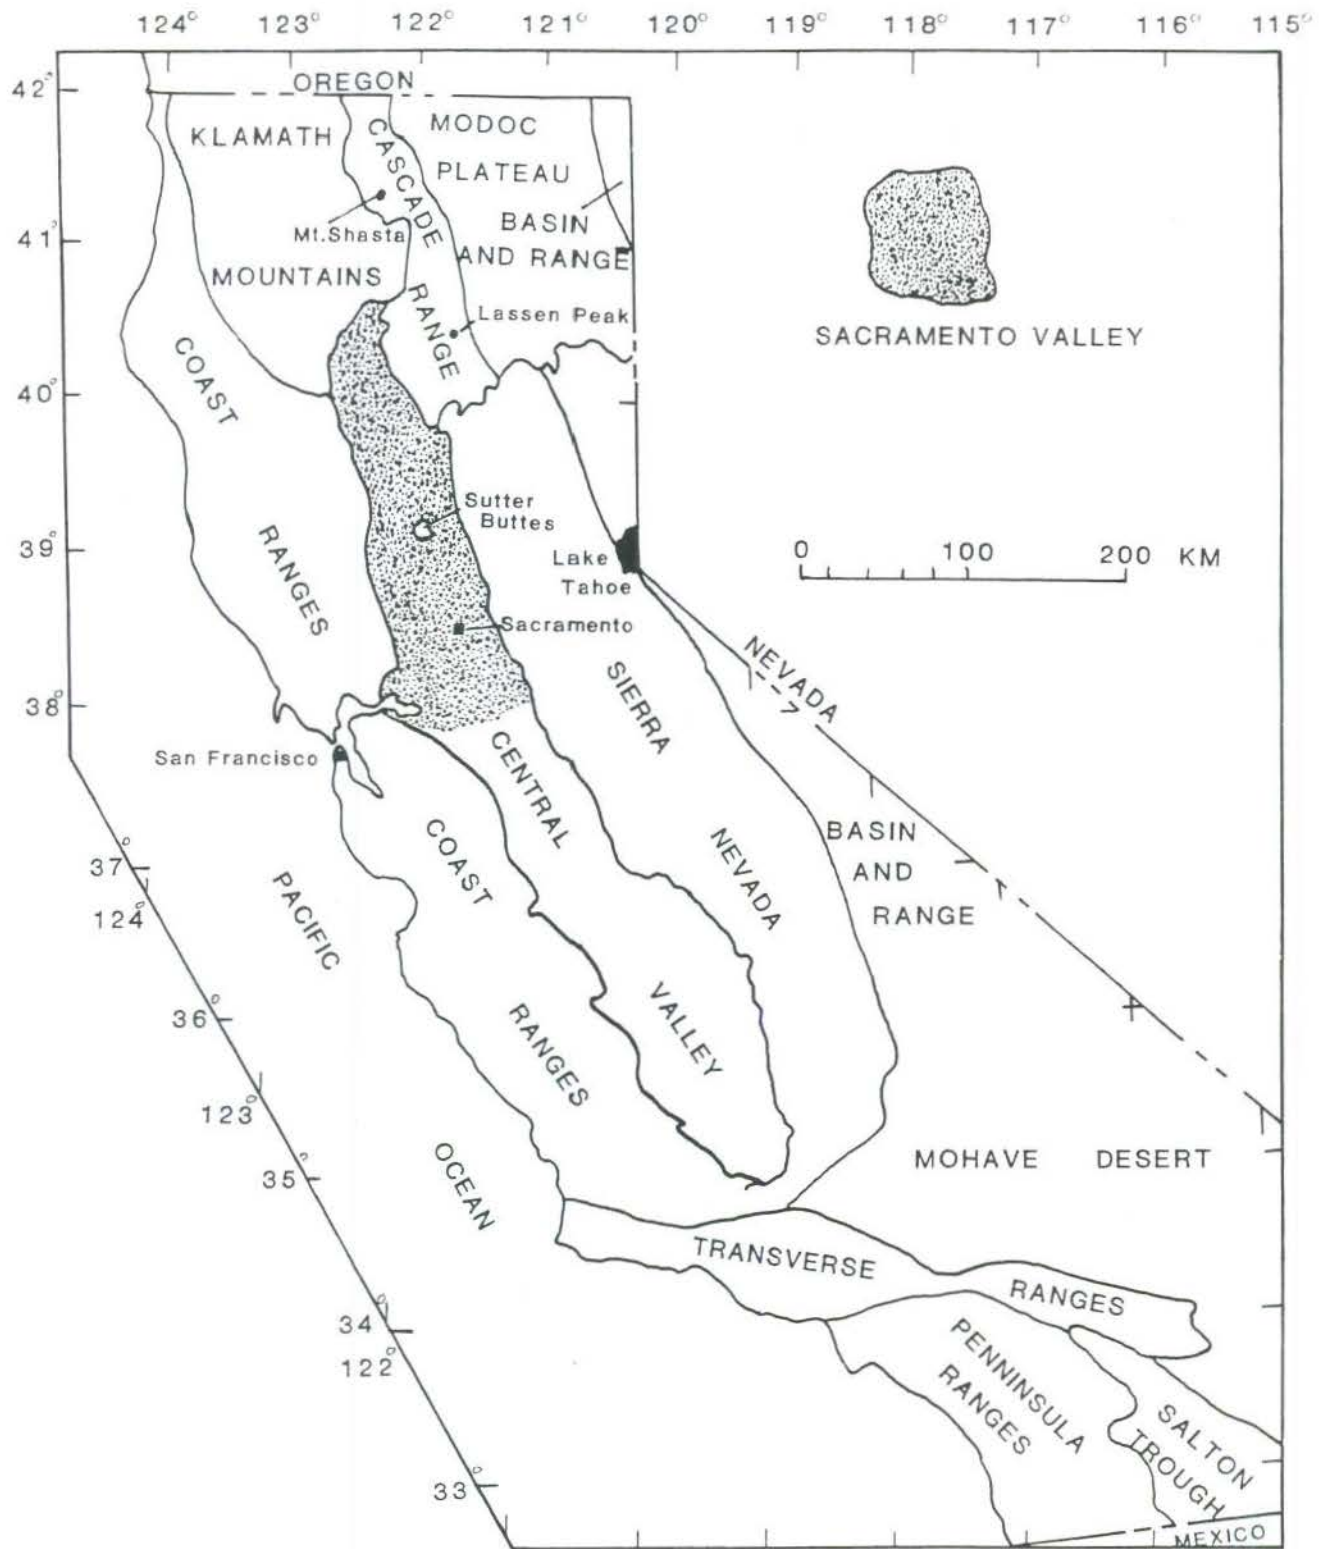 124° 123° 122° 121° 120° 119° 118° 117° 116° 115°
42°
OREGON
KLAMATH
MOUNTAINS
CASCADE
RANGE
MODOC
PLATEAU
BASIN
AND RANGE
Mt.Shasta
41°
Lassen Peak
SACRAMENTO VALLEY
COAST
RANGES
40°
Sutter
Buttes
39°
Lake
Tahoe
0 100 200 KM
Sacramento
38°
NEVADA
SIERRA
NEVADA
San Francisco
CENTRAL
VALLEY
BASIN
AND
RANGE
COAST
RANGES
PACIFIC
OCEAN
37°
124°
36°
123°
35°
MOHAVE DESERT
TRANSVERSE
RANGES
34°
122°
PENNINSULA
RANGES
SALTON
TROUGH
33°
MEXICO